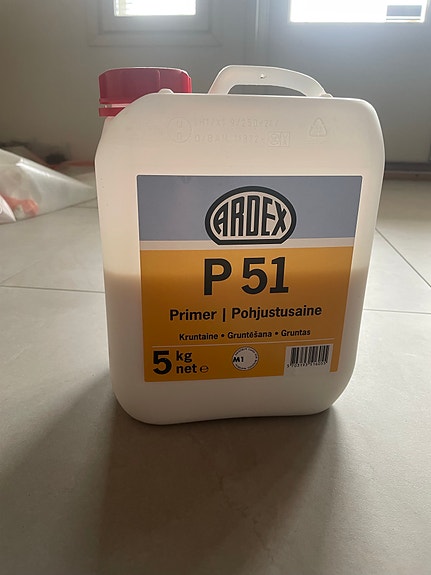 ARDEX
P 51
Primer | Pohjustusaine
Kruntaine • Gruntēšana • Gruntas
5 kg net e
M1